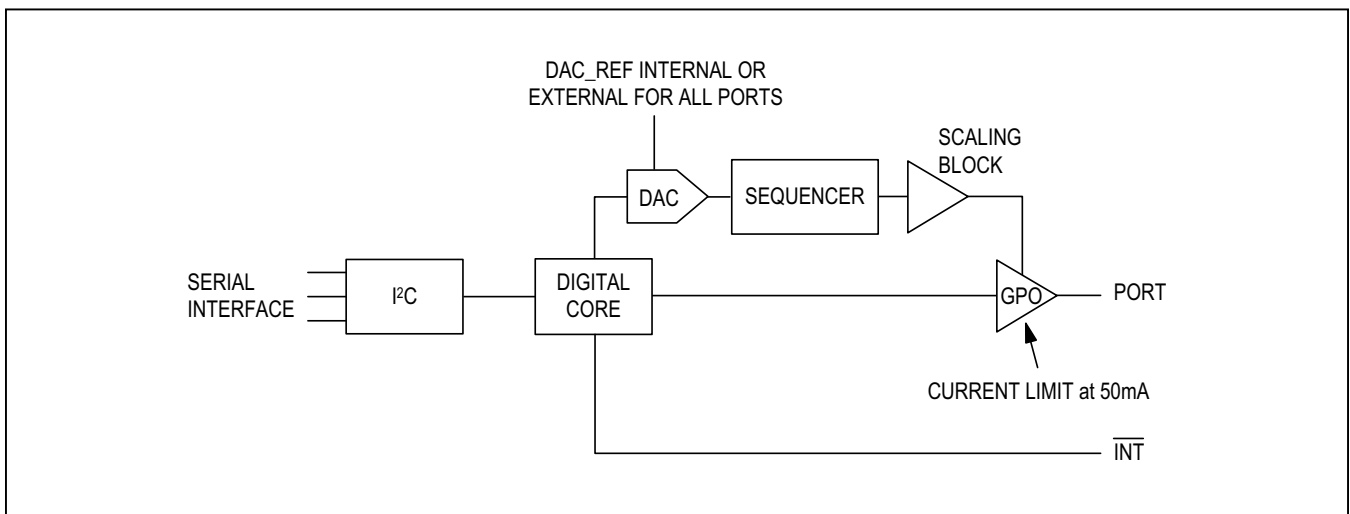 DAC_REF INTERNAL OR
EXTERNAL FOR ALL PORTS
SCALING
BLOCK
DAC
SEQUENCER
SERIAL
INTERFACE
I²C
DIGITAL
CORE
GPO
PORT
CURRENT LIMIT at 50mA
I̅N̅T̅